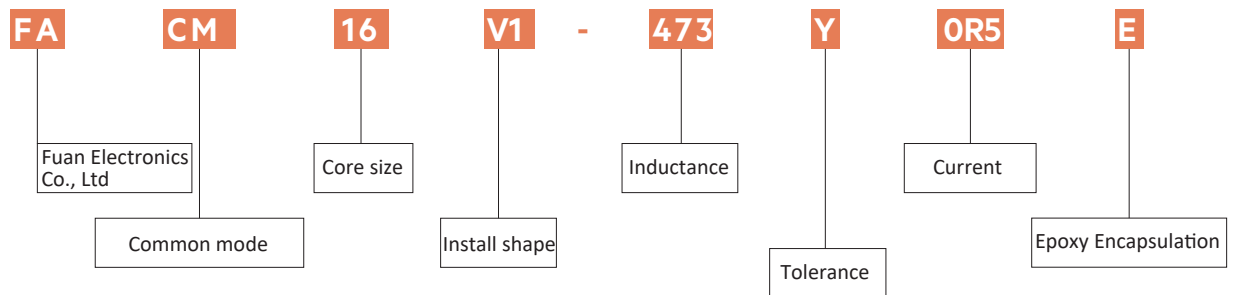 FA CM 16 V1 - 473 Y 0R5 E
Fuan Electronics
Co., Ltd
Core size
Inductance
Current
Common mode
Install shape
Epoxy Encapsulation
Tolerance